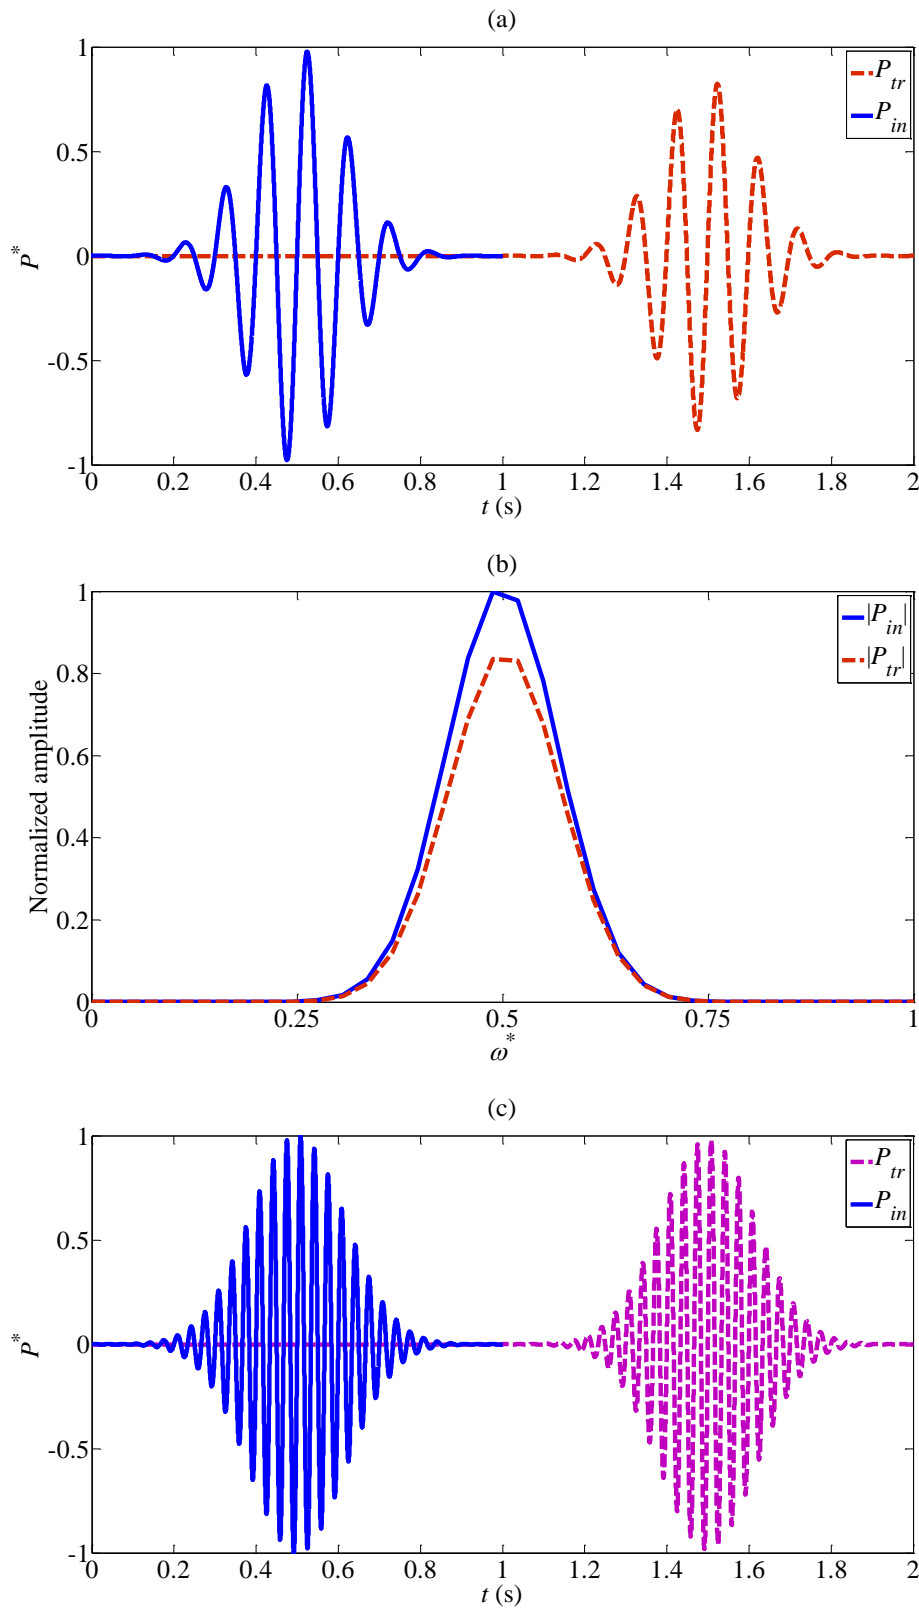 (a)
1
0.5
0
-0.5
-1
P*
P_tr
P_in
0 0.2 0.4 0.6 0.8 1 1.2 1.4 1.6 1.8 2
t (s)
(b)
1
0.8
0.6
0.4
0.2
0
Normalized amplitude
|P_in|
|P_tr|
0 0.25 0.5 0.75 1
ω*
(c)
1
0.5
0
-0.5
-1
P*
P_tr
P_in
0 0.2 0.4 0.6 0.8 1 1.2 1.4 1.6 1.8 2
t (s)